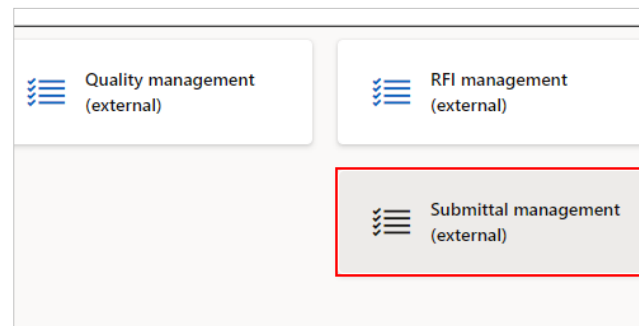 Quality management
(external)
RFI management
(external)
Submittal management
(external)